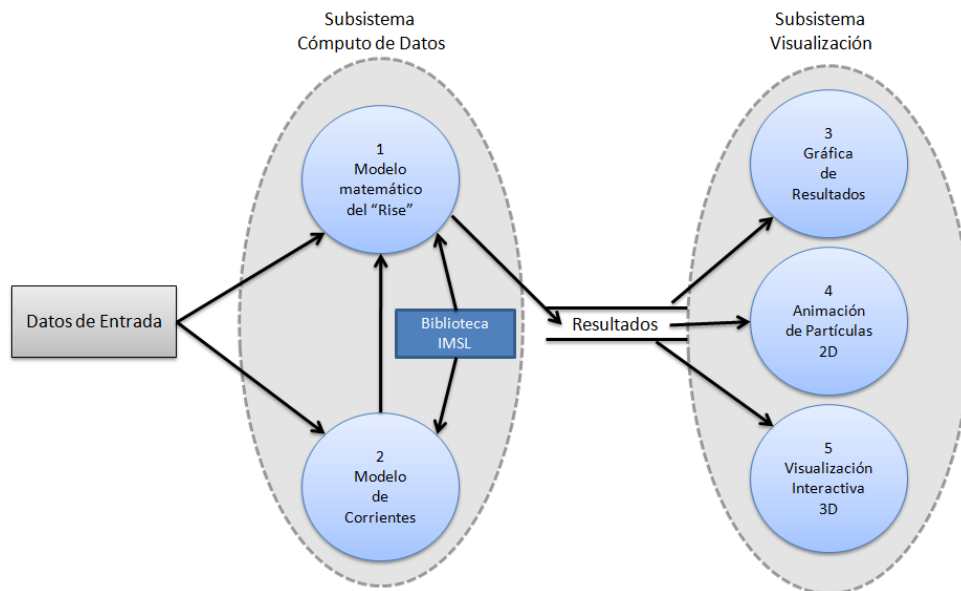 Subsistema
Cómputo de Datos
Subsistema
Visualización
1
Modelo
matemático
del “Rise”
3
Gráfica
de
Resultados
Datos de Entrada
Biblioteca
IMSL
Resultados
4
Animación
de Partículas
2D
2
Modelo
de
Corrientes
5
Visualización
Interactiva
3D